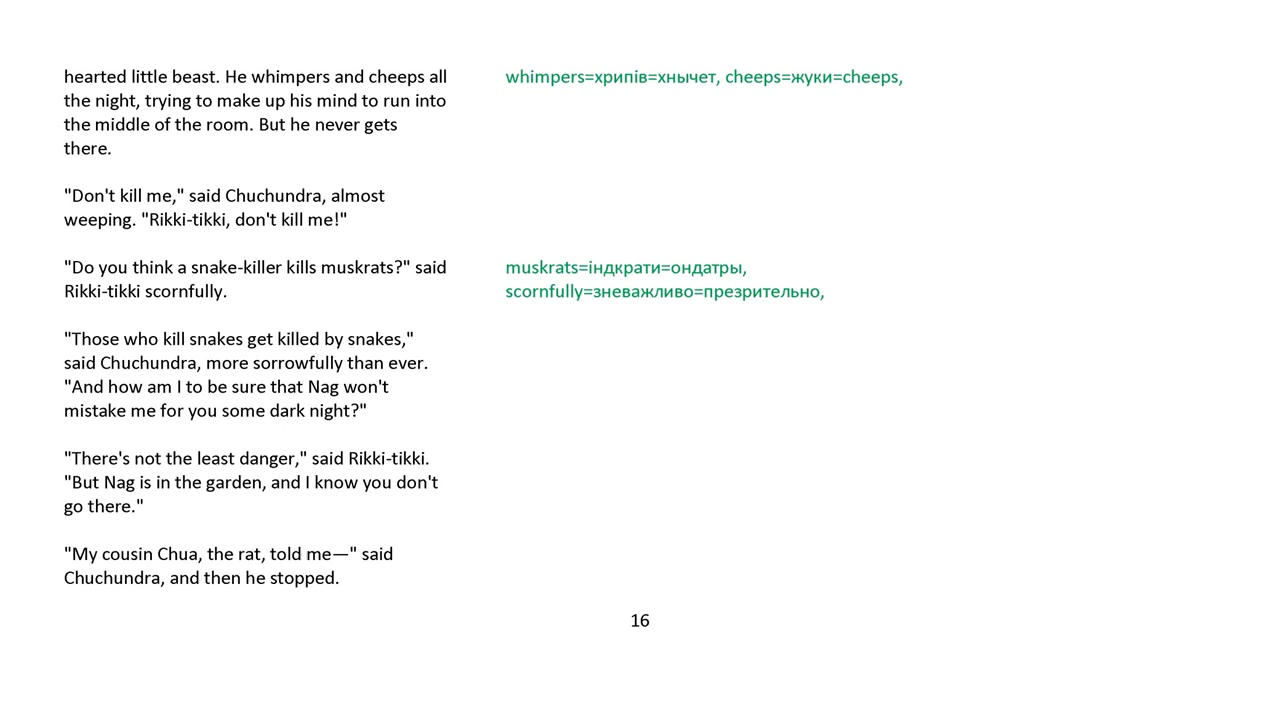 hearted little beast. He whimpers and cheeps all
the night, trying to make up his mind to run into
the middle of the room. But he never gets
there.
"Don't kill me," said Chuchundra, almost
weeping. "Rikki-tikki, don't kill me!"
"Do you think a snake-killer kills muskrats?" said
Rikki-tikki scornfully.
"Those who kill snakes get killed by snakes,"
said Chuchundra, more sorrowfully than ever.
"And how am I to be sure that Nag won't
mistake me for you some dark night?"
"There's not the least danger," said Rikki-tikki.
"But Nag is in the garden, and I know you don't
go there."
"My cousin Chua, the rat, told me—" said
Chuchundra, and then he stopped.
whimpers=хрипів=хнычет, cheeps=жуки=cheeps,
muskrats=індкрати=ондатры,
scornfully=зневажливо=презрительно,
16